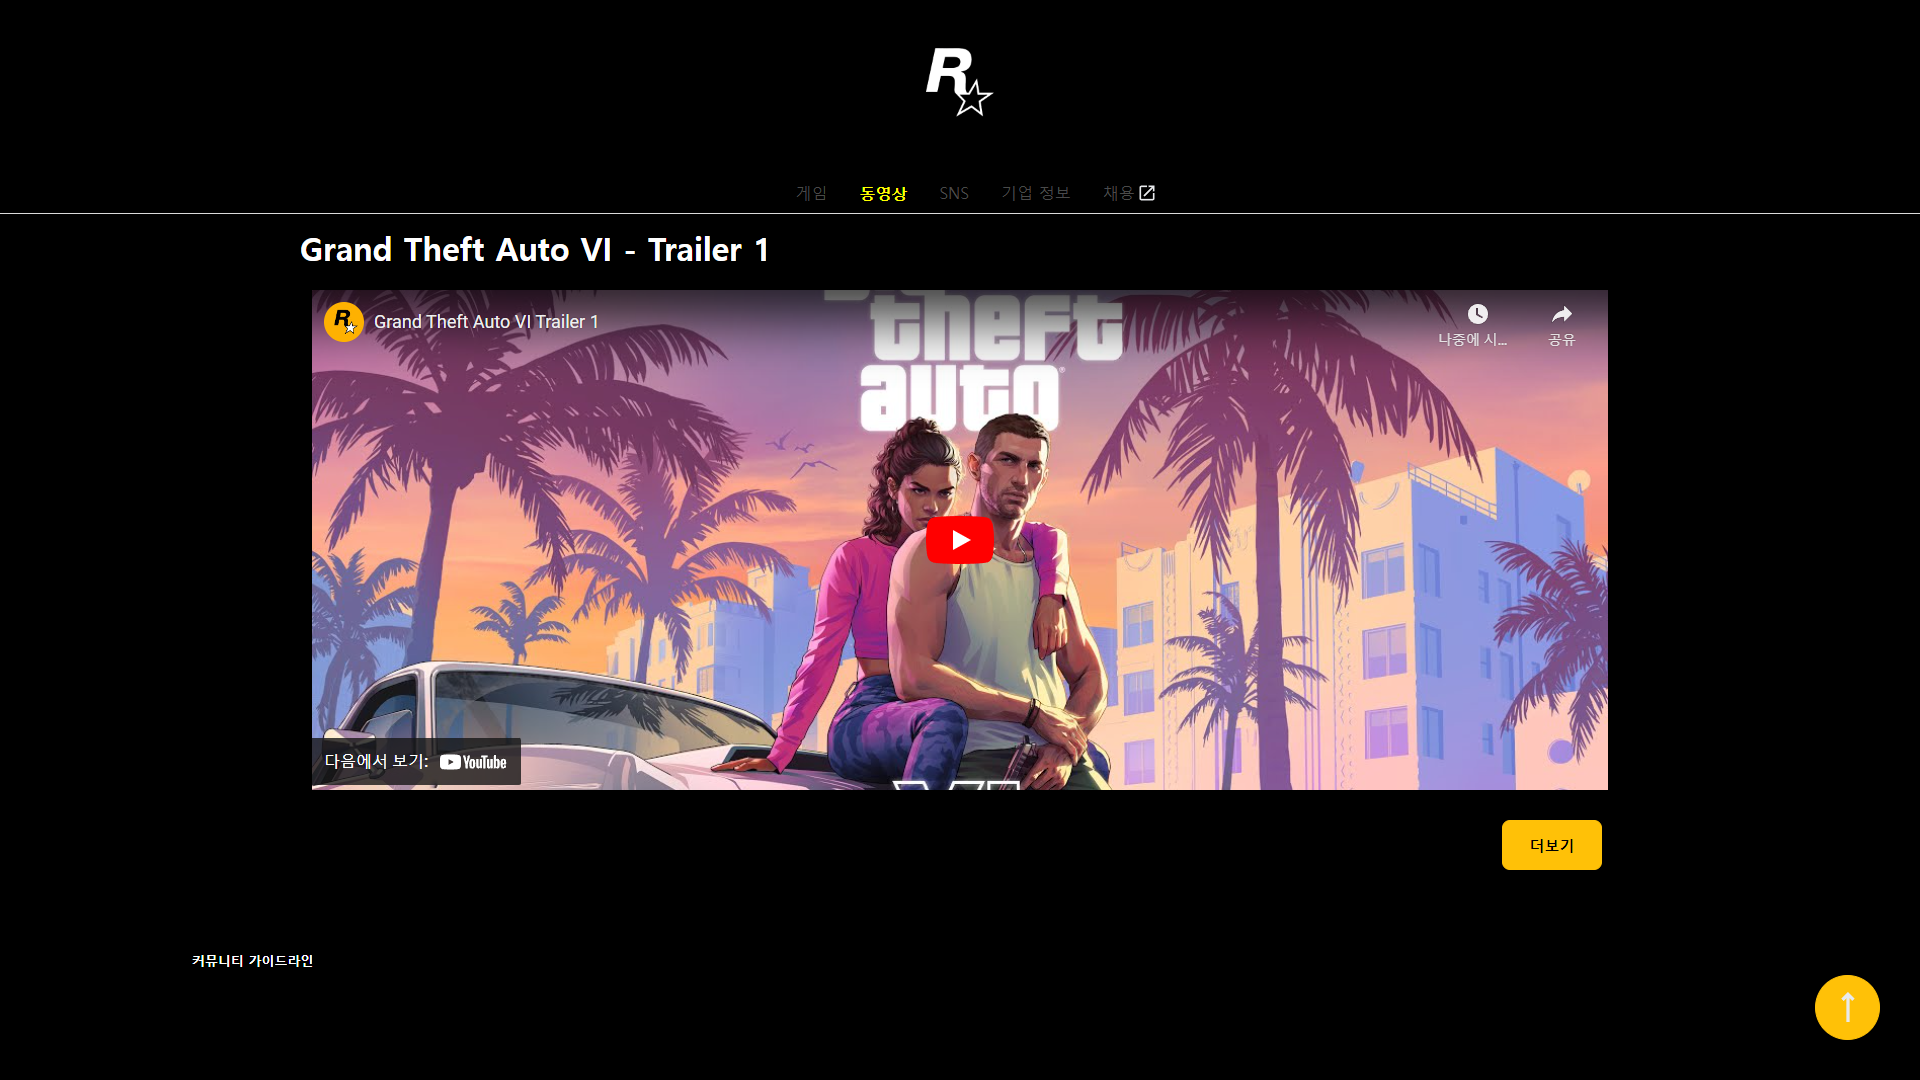 R
게임 동영상 SNS 기업 정보 채용
Grand Theft Auto VI - Trailer 1
R Grand Theft Auto VI Trailer 1
나중에 시...
공유
theft
auto
VI
다음에서 보기: YouTube
더보기
커뮤니티 가이드라인